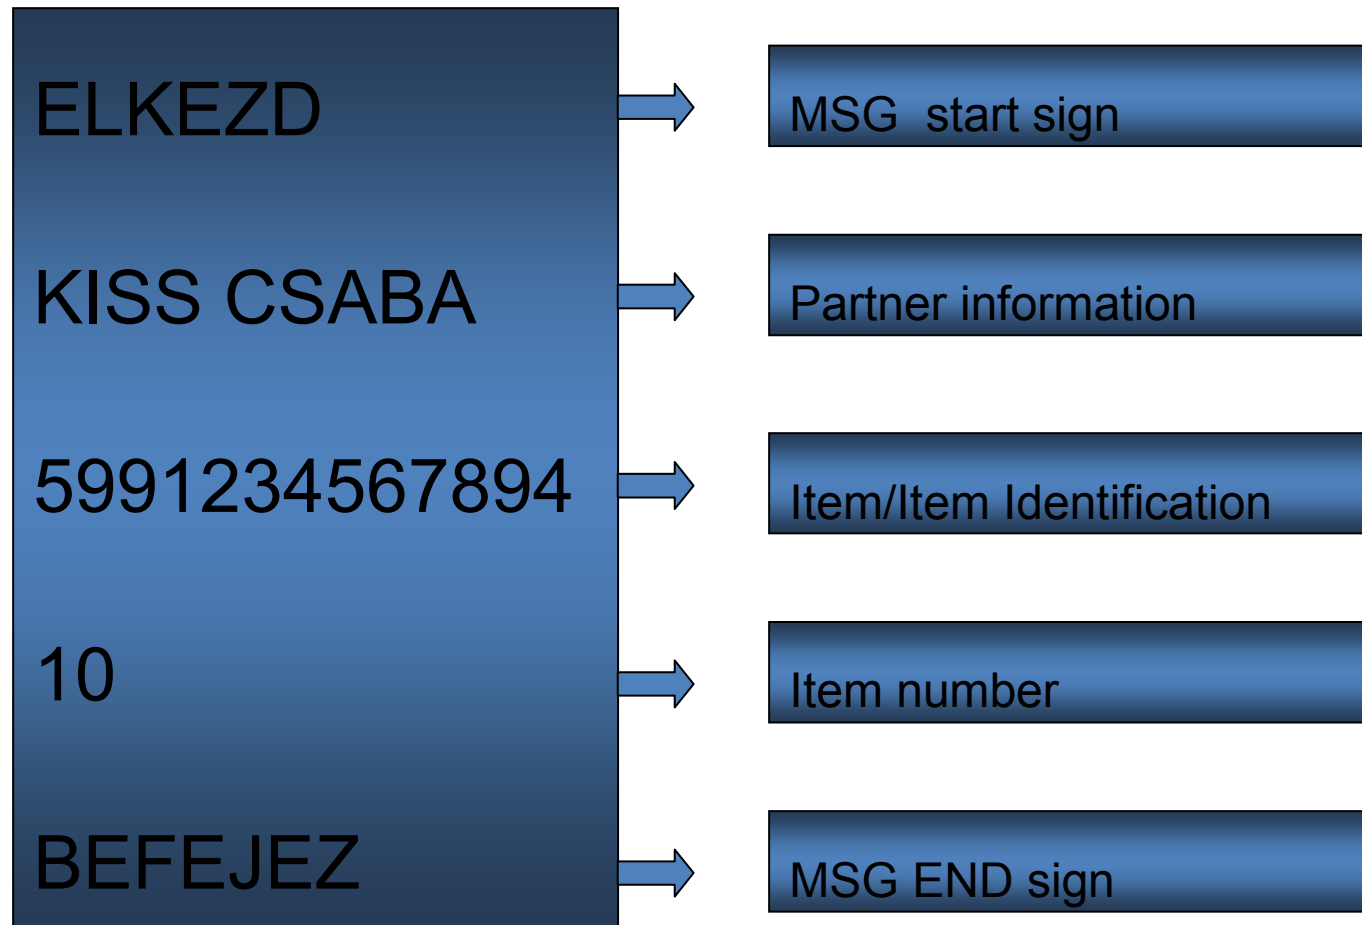 ELKEZD
MSG  start sign
KISS CSABA
Partner information
5991234567894
Item/Item Identification
10
Item number
BEFEJEZ
MSG END sign